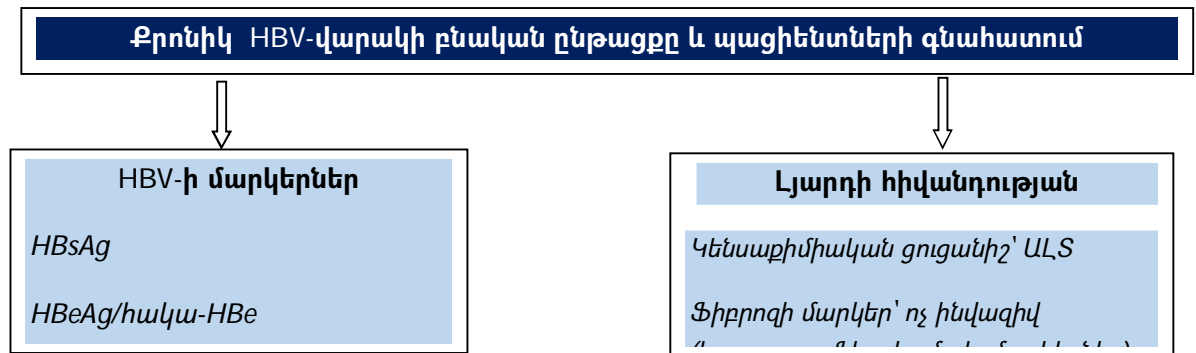 Քրոնիկ HBV-վարակի բնական ընթացքը և պացիենտների գնահատում
HBV-ի մարկերներ
HBsAg
HBeAg/հակա-HBe
Լյարդի հիվանդության
Կենսաքիմիական ցուցանիշ՝ ԱԼՏ
Ֆիբրոզի մարկեր՝ ոչ ինվազիվ